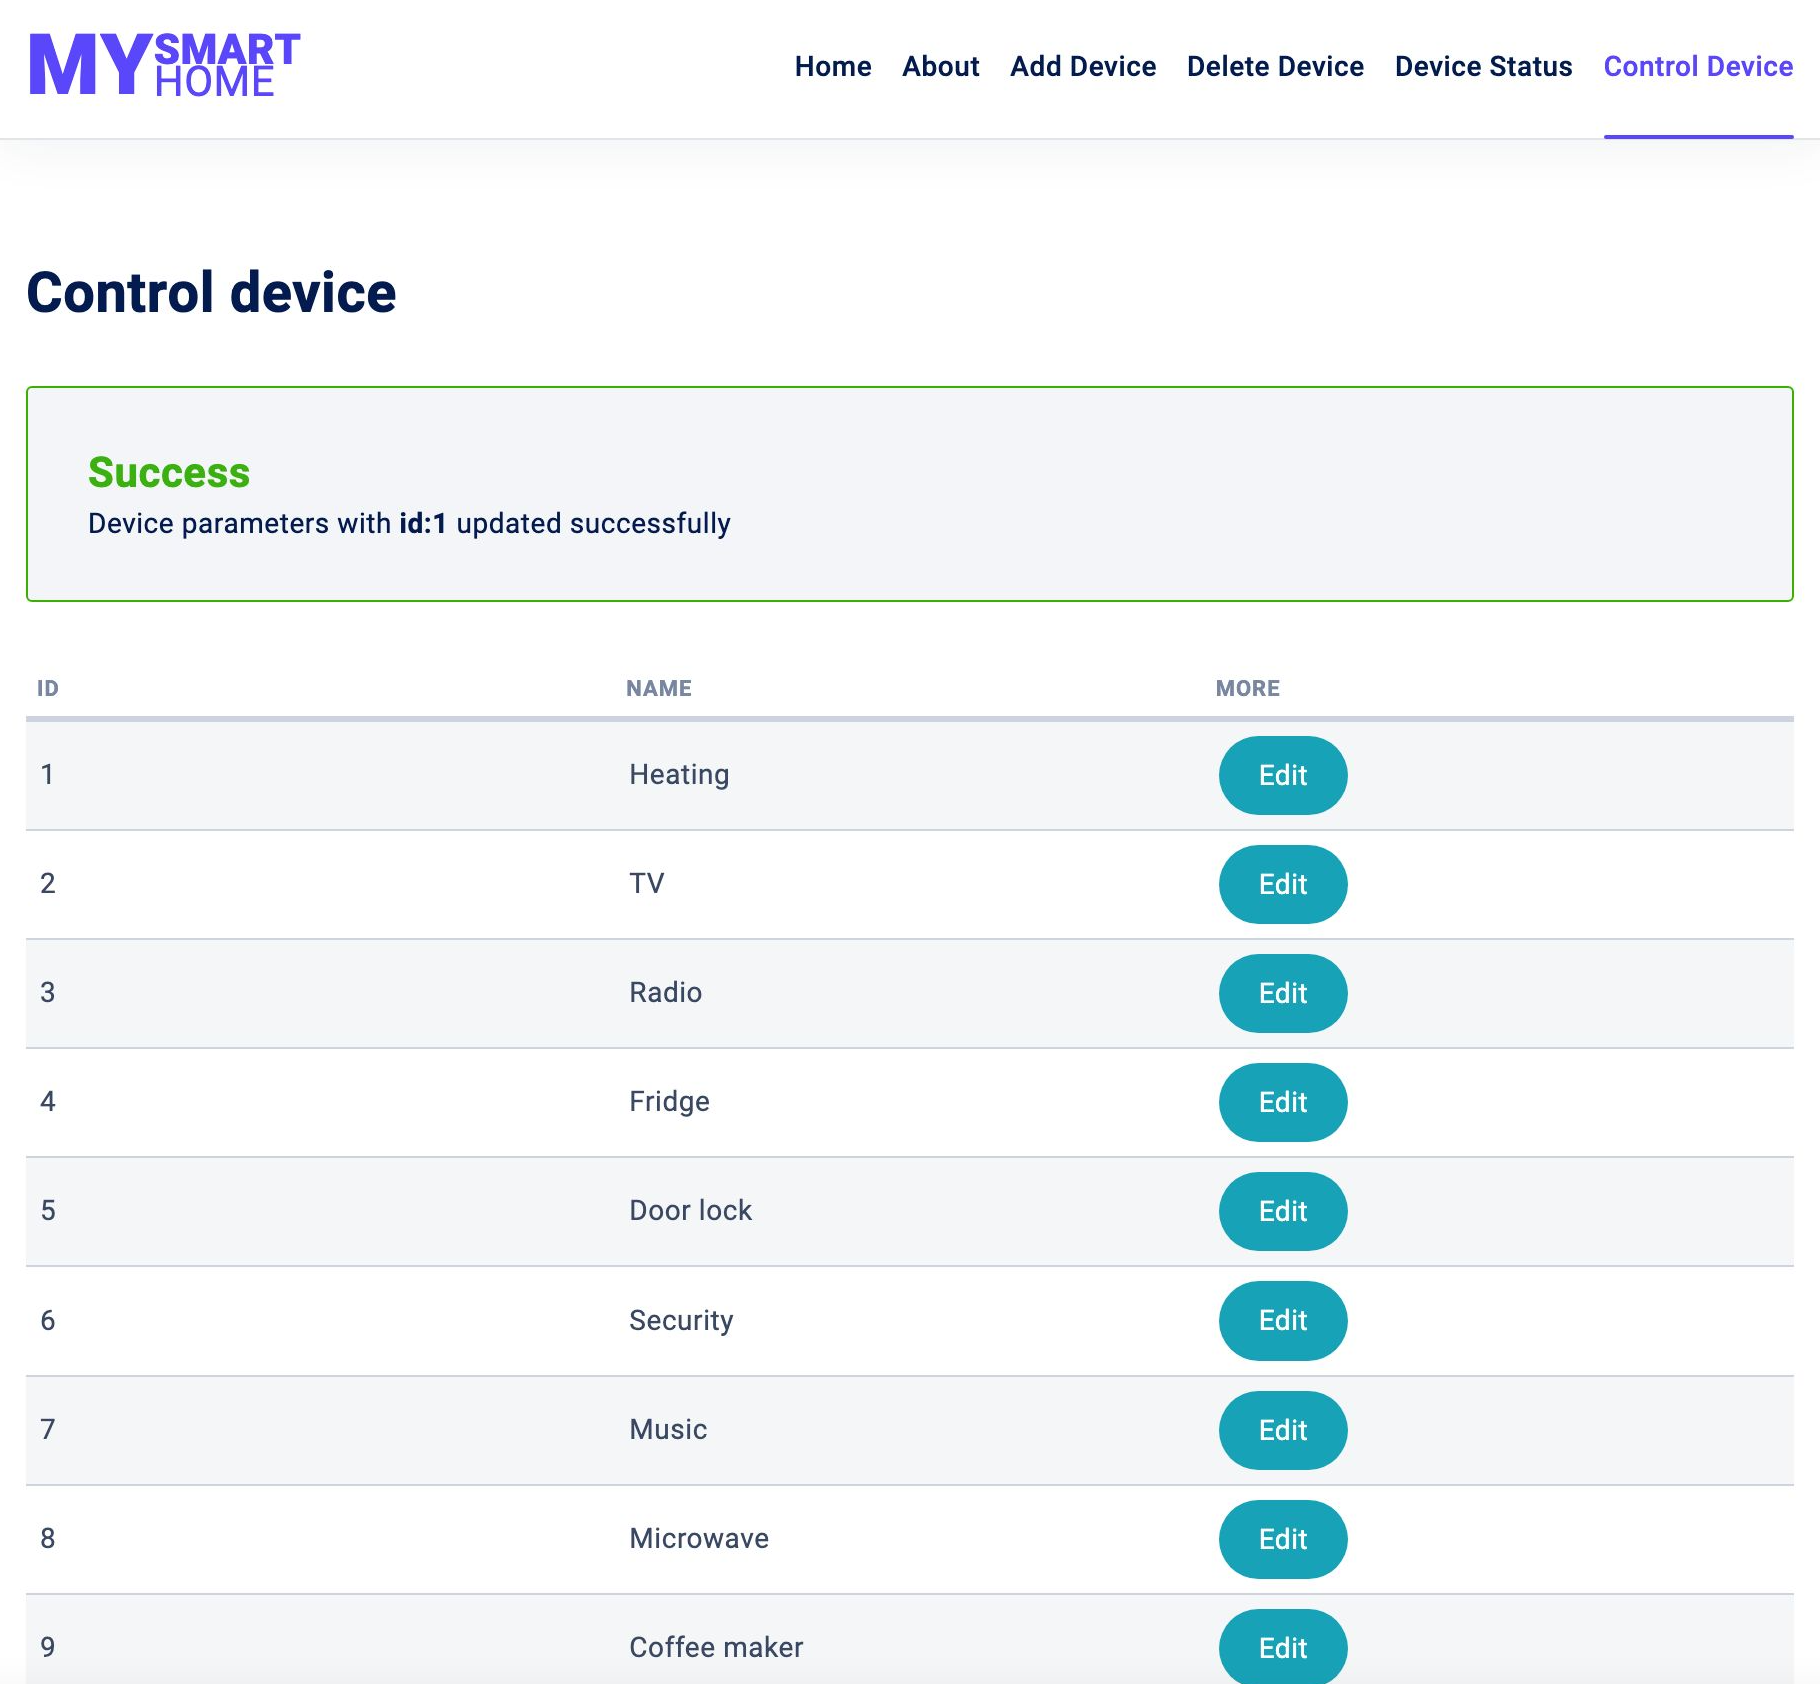 MY SMART HOME
Home About Add Device Delete Device Device Status Control Device
Control device
Success
Device parameters with id:1 updated successfully
ID NAME MORE
1 Heating Edit
2 TV Edit
3 Radio Edit
4 Fridge Edit
5 Door lock Edit
6 Security Edit
7 Music Edit
8 Microwave Edit
9 Coffee maker Edit